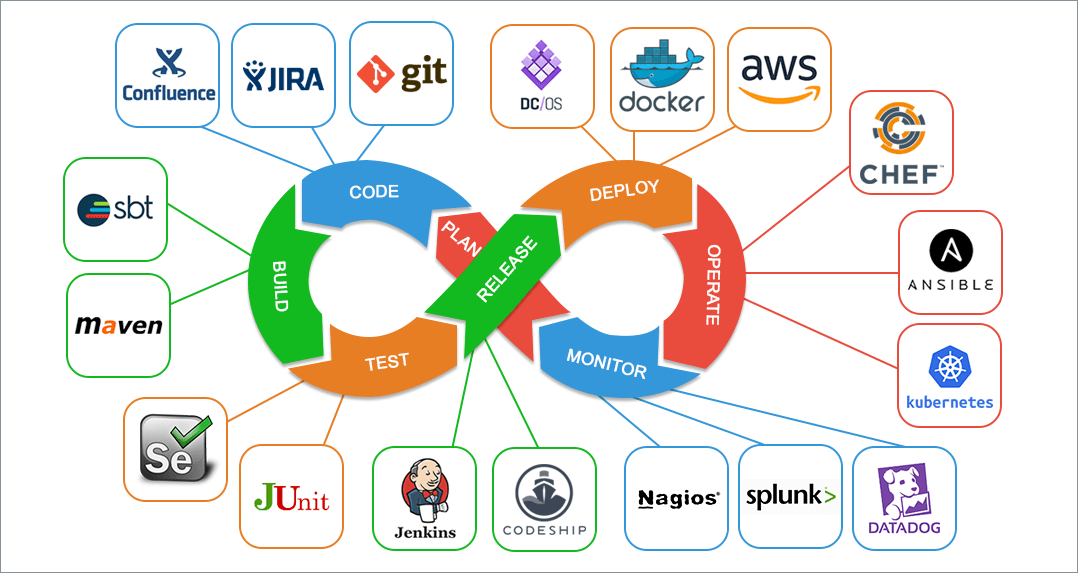 Confluence
JIRA
git
DC/OS
docker
aws
CHEF™
sbt
CODE
DEPLOY
PLAN
RELEASE
BUILD
OPERATE
ANSIBLE
maven
TEST
MONITOR
kubernetes
Se
JUnit
Jenkins
CODESHIP
Nagios®
splunk>
DATADOG